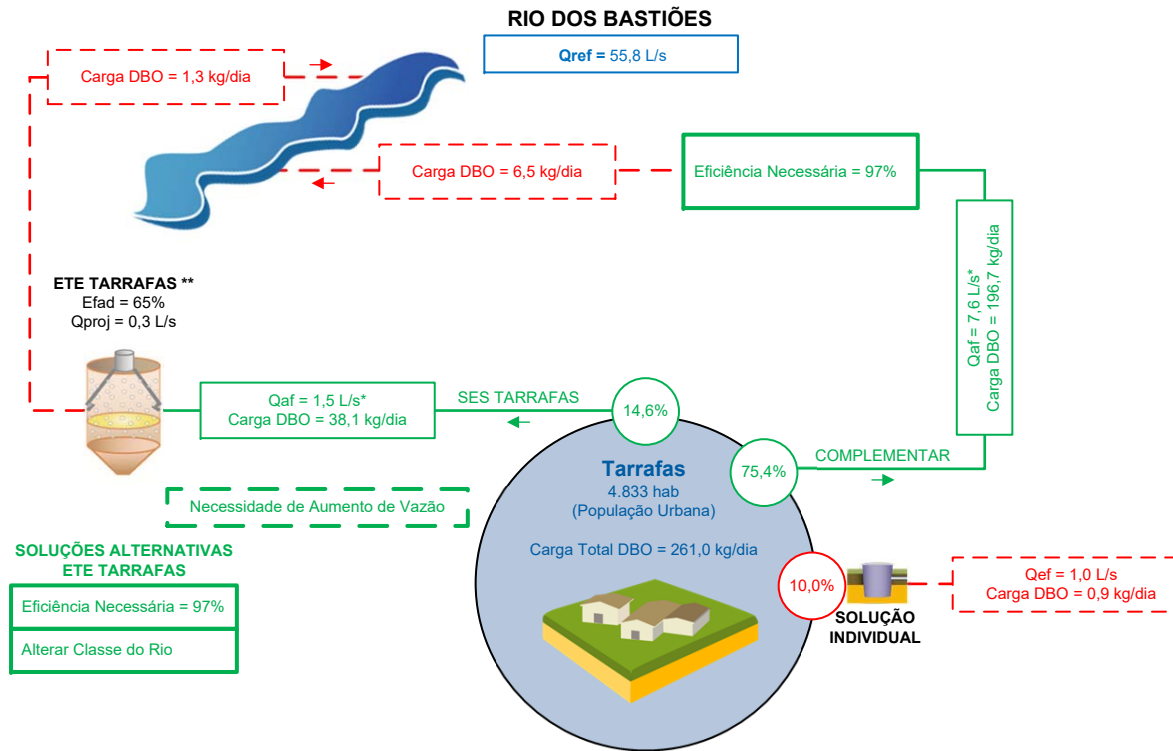 RIO DOS BASTIÕES
Qref = 55,8 L/s
Carga DBO = 1,3 kg/dia
Carga DBO = 6,5 kg/dia
Eficiência Necessária = 97%
Qaf = 7,6 L/s*
Carga DBO = 196,7 kg/dia
ETE TARRAFAS **
Efad = 65%
Qproj = 0,3 L/s
Qaf = 1,5 L/s*
Carga DBO = 38,1 kg/dia
SES TARRAFAS
14,6%
75,4%
COMPLEMENTAR
Tarrafas
4.833 hab
(População Urbana)
Carga Total DBO = 261,0 kg/dia
10,0%
SOLUÇÃO
INDIVIDUAL
Qef = 1,0 L/s
Carga DBO = 0,9 kg/dia
Necessidade de Aumento de Vazão
SOLUÇÕES ALTERNATIVAS
ETE TARRAFAS
Eficiência Necessária = 97%
Alterar Classe do Rio